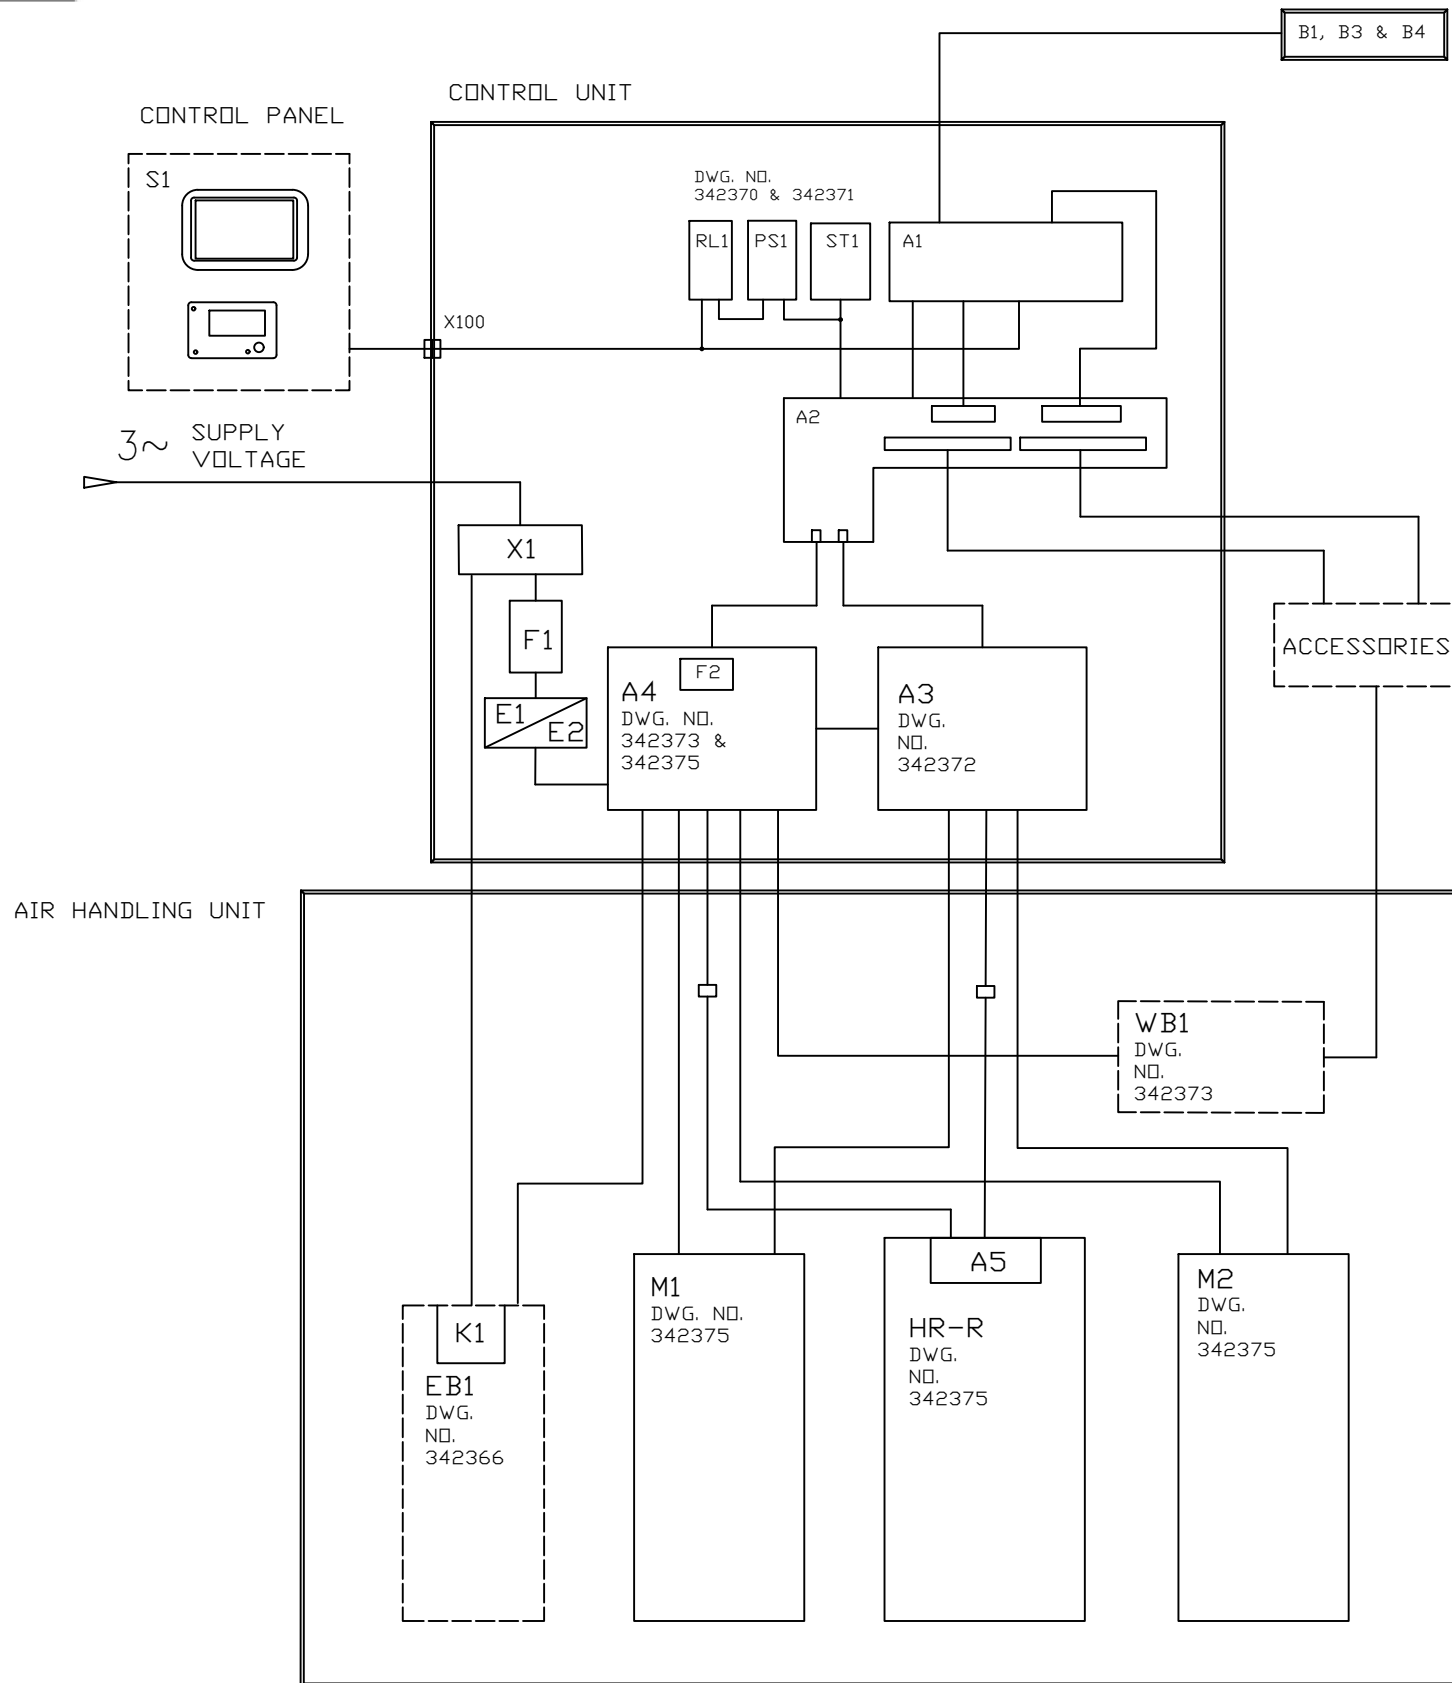 B1, B3 & B4
CONTROL UNIT
CONTROL PANEL
S1
DWG. NO.
342370 & 342371
RL1
PS1
ST1
A1
X100
A2
3~
SUPPLY
VOLTAGE
X1
F1
E1
E2
F2
A4
DWG. NO.
342373 &
342375
A3
DWG.
NO.
342372
ACCESSORIES
AIR HANDLING UNIT
WB1
DWG.
NO.
342373
K1
EB1
DWG.
NO.
342366
M1
DWG. NO.
342375
A5
HR-R
DWG.
NO.
342375
M2
DWG.
NO.
342375